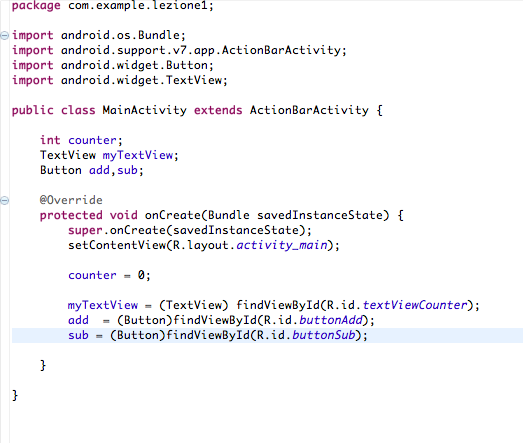 package com.example.lezione1;
import android.os.Bundle;
import android.support.v7.app.ActionBarActivity;
import android.widget.Button;
import android.widget.TextView;
public class MainActivity extends ActionBarActivity {
int counter;
TextView myTextView;
Button add,sub;
@Override
protected void onCreate(Bundle savedInstanceState) {
super.onCreate(savedInstanceState);
setContentView(R.layout.activity_main);
counter = 0;
myTextView = (TextView) findViewById(R.id.textViewCounter);
add  = (Button)findViewById(R.id.buttonAdd);
sub = (Button)findViewById(R.id.buttonSub);
}
}